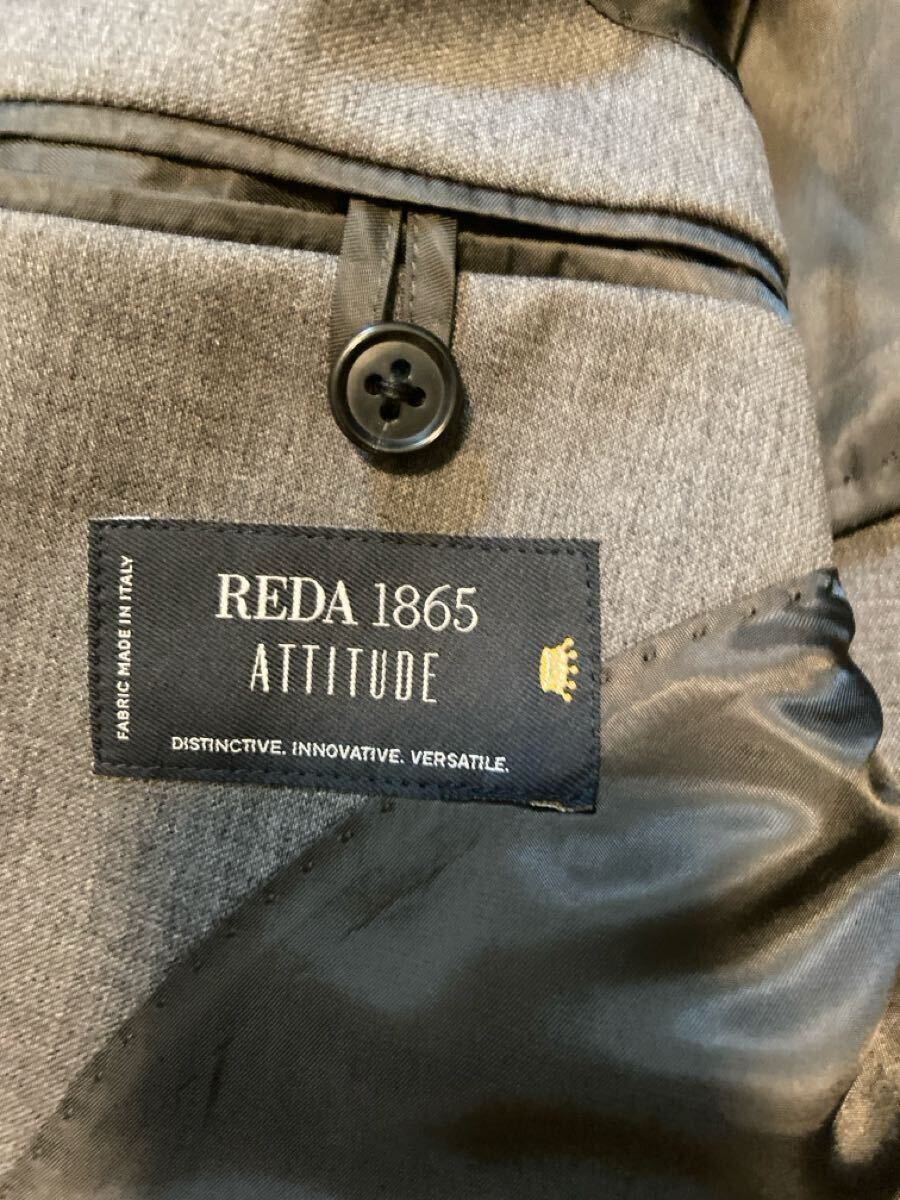 FABRIC MADE IN ITALY
REDA 1865
ATTITUDE
DISTINCTIVE. INNOVATIVE. VERSATILE.